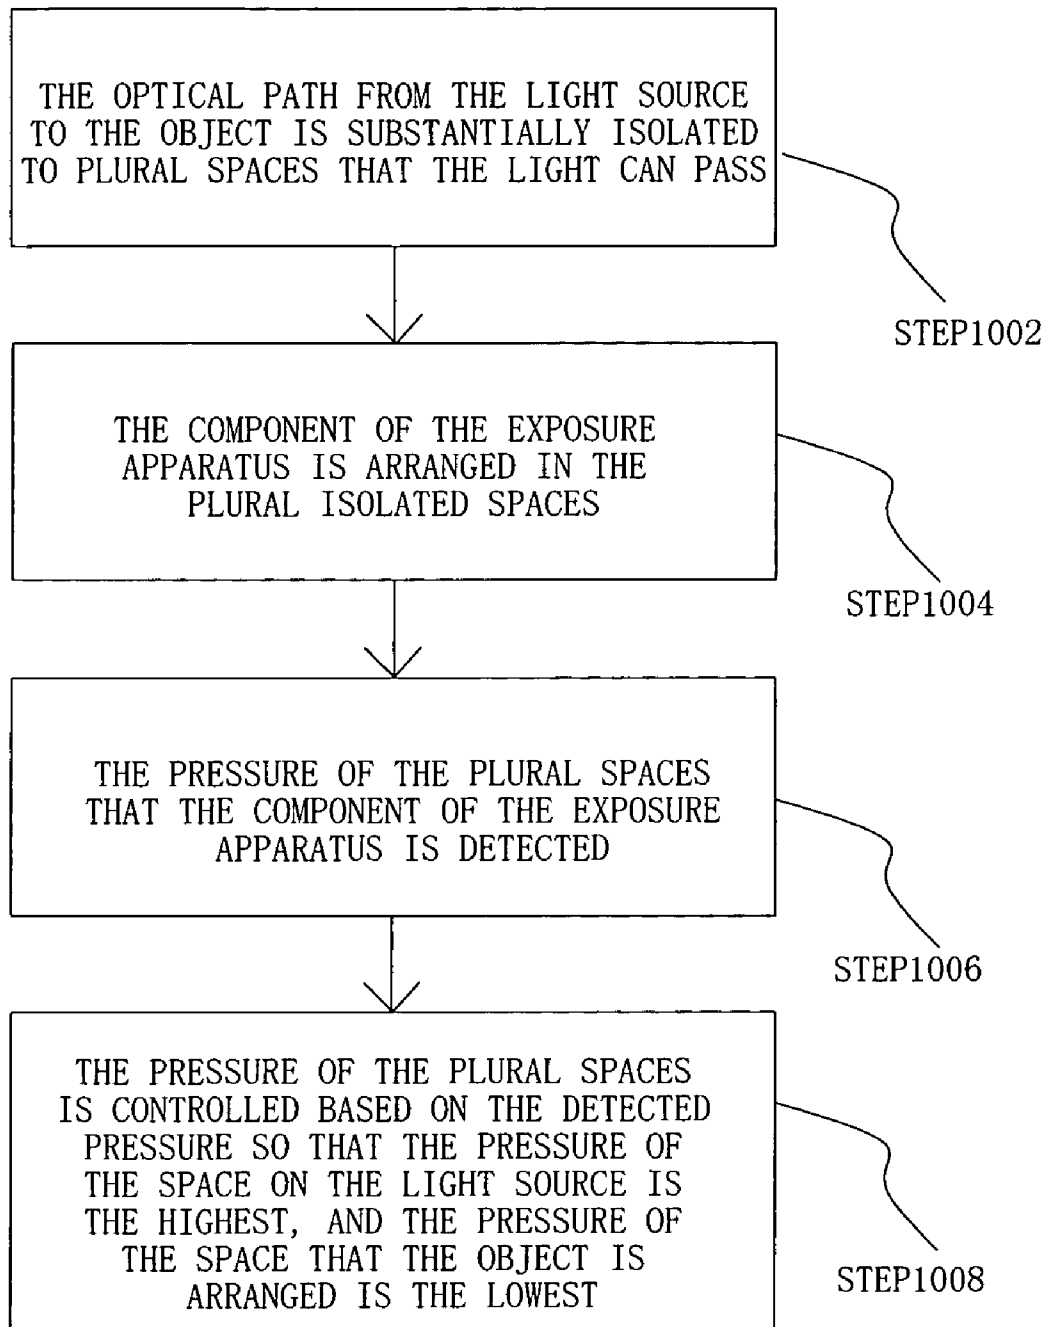 THE OPTICAL PATH FROM THE LIGHT SOURCE
TO THE OBJECT IS SUBSTANTIALLY ISOLATED
TO PLURAL SPACES THAT THE LIGHT CAN PASS
STEP1002
THE COMPONENT OF THE EXPOSURE
APPARATUS IS ARRANGED IN THE
PLURAL ISOLATED SPACES
STEP1004
THE PRESSURE OF THE PLURAL SPACES
THAT THE COMPONENT OF THE EXPOSURE
APPARATUS IS DETECTED
STEP1006
THE PRESSURE OF THE PLURAL SPACES
IS CONTROLLED BASED ON THE DETECTED
PRESSURE SO THAT THE PRESSURE OF
THE SPACE ON THE LIGHT SOURCE IS
THE HIGHEST, AND THE PRESSURE OF
THE SPACE THAT THE OBJECT IS
ARRANGED IS THE LOWEST
STEP1008